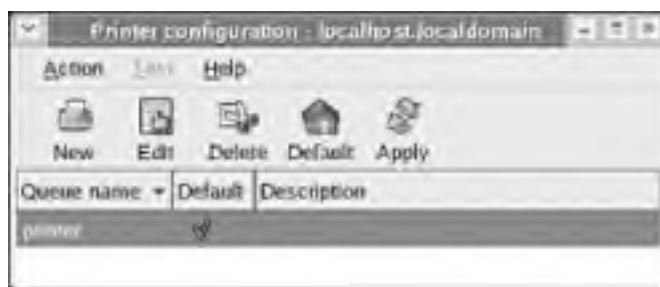 Printer configuration - localhost.localdomain
Action Help
New Edit Delete Default Apply
Queue name Default Description
printer